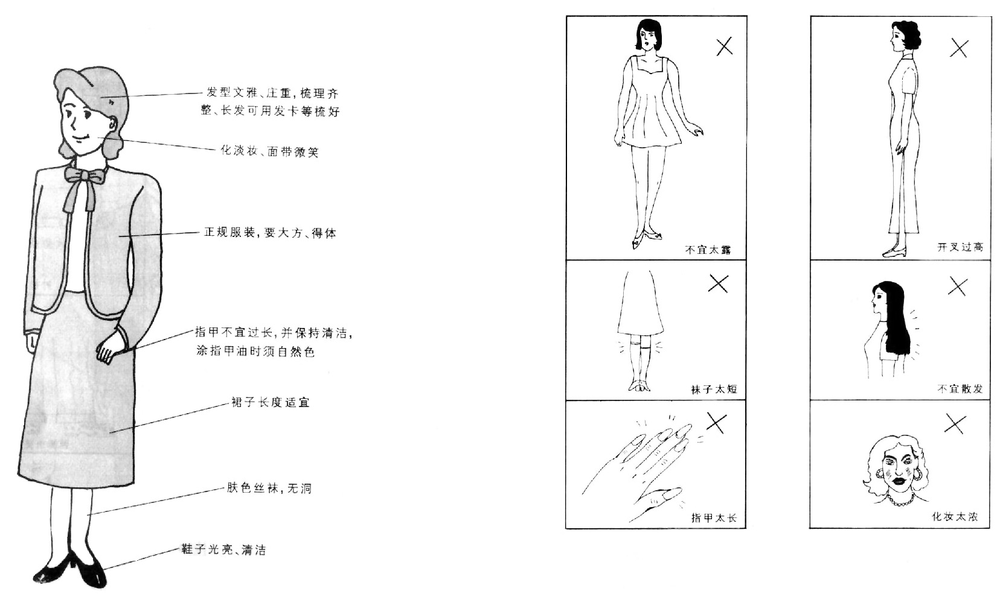 发型文雅、庄重,梳理齐
整、长发可用发卡等梳好
化淡妆、面带微笑
正规服装,要大方、得体
指甲不宜过长,并保持清洁,
涂指甲油时须自然色
裙子长度适宜
肤色丝袜,无洞
鞋子光亮、清洁
不宜太露
袜子太短
指甲太长
开叉过高
不宜散发
化妆太浓